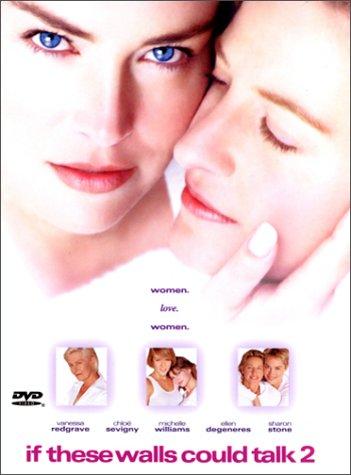 women.
love.
women.
DVD
VIDEO
vanessa redgrave chloë sevigny michelle williams ellen degeneres sharon stone
if these walls could talk 2